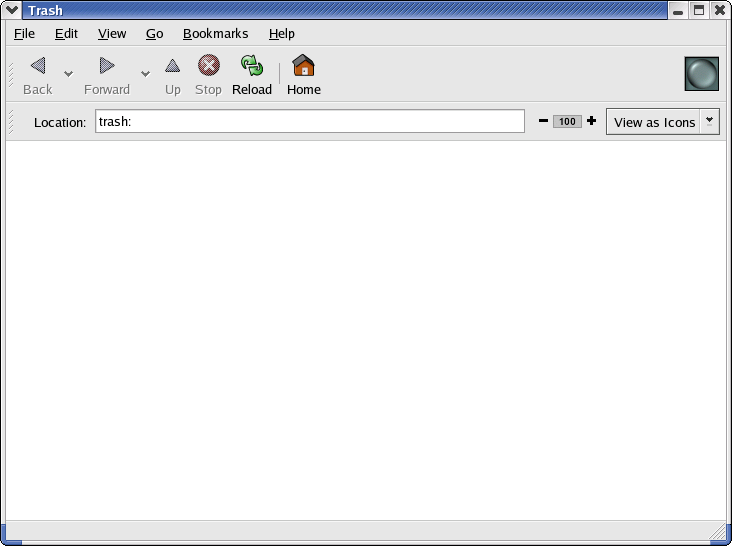 Trash
File Edit View Go Bookmarks Help
Back Forward Up Stop Reload Home
Location: trash: 100 View as Icons